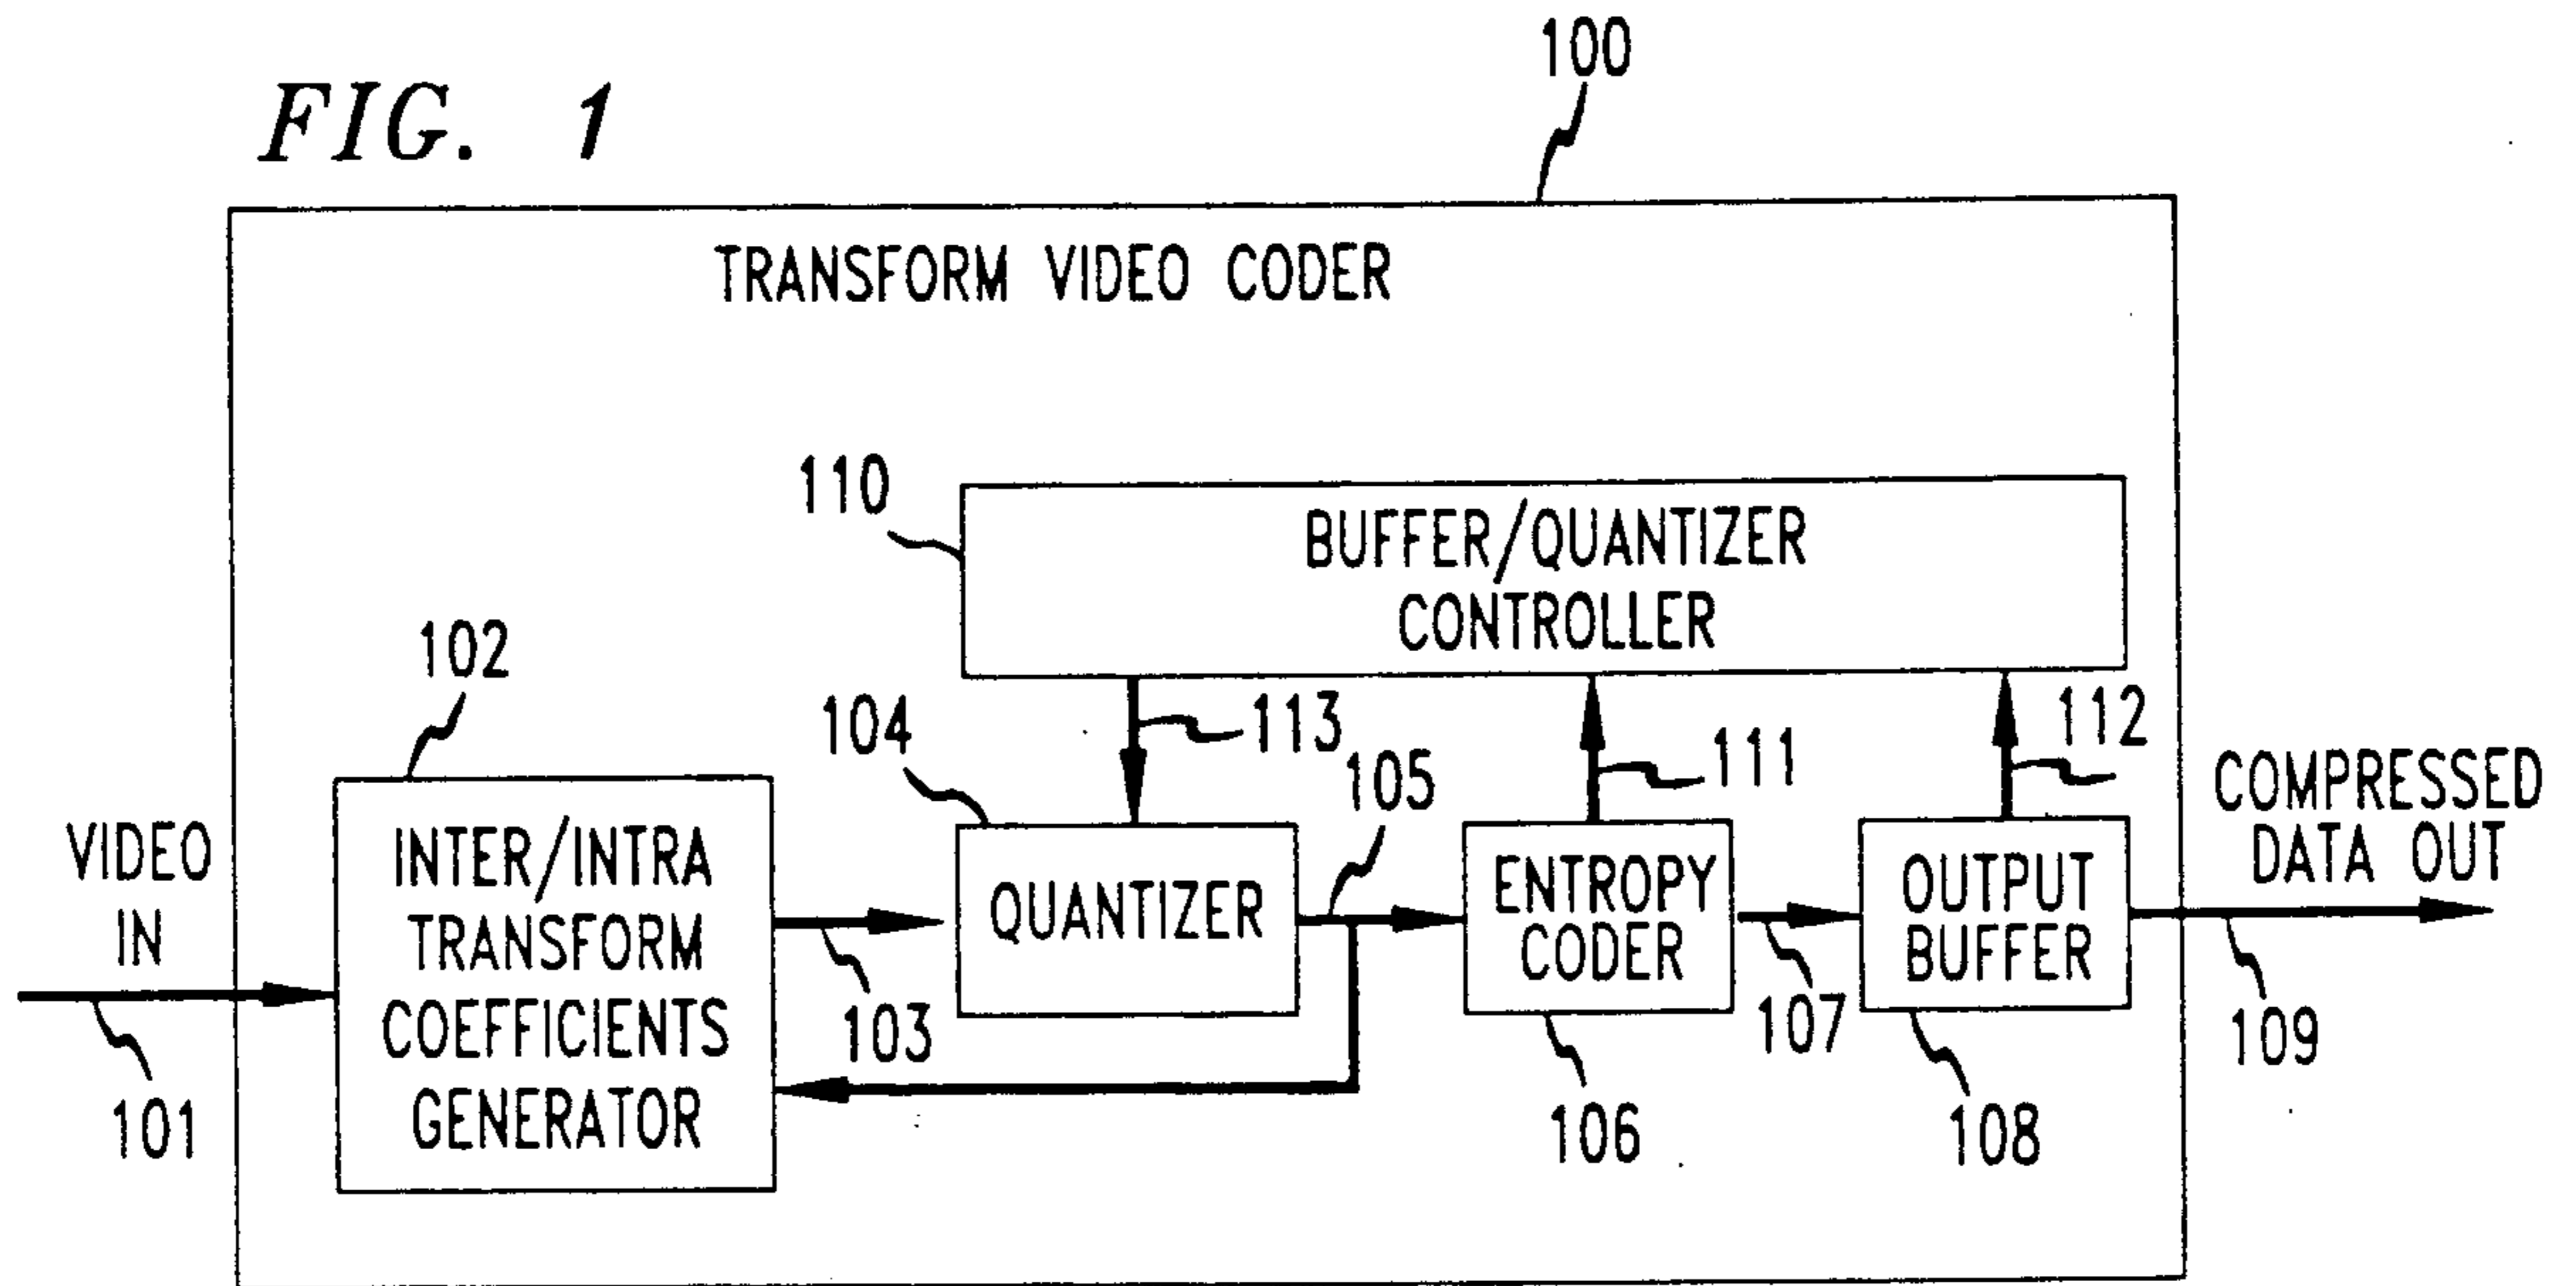 FIG. 1
100
TRANSFORM VIDEO CODER
110
BUFFER/QUANTIZER
CONTROLLER
102
104
113
105
111
112
COMPRESSED
DATA OUT
VIDEO
IN
INTER/INTRA
TRANSFORM
COEFFICIENTS
GENERATOR
QUANTIZER
ENTROPY
CODER
OUTPUT
BUFFER
101
103
106
107
108
109